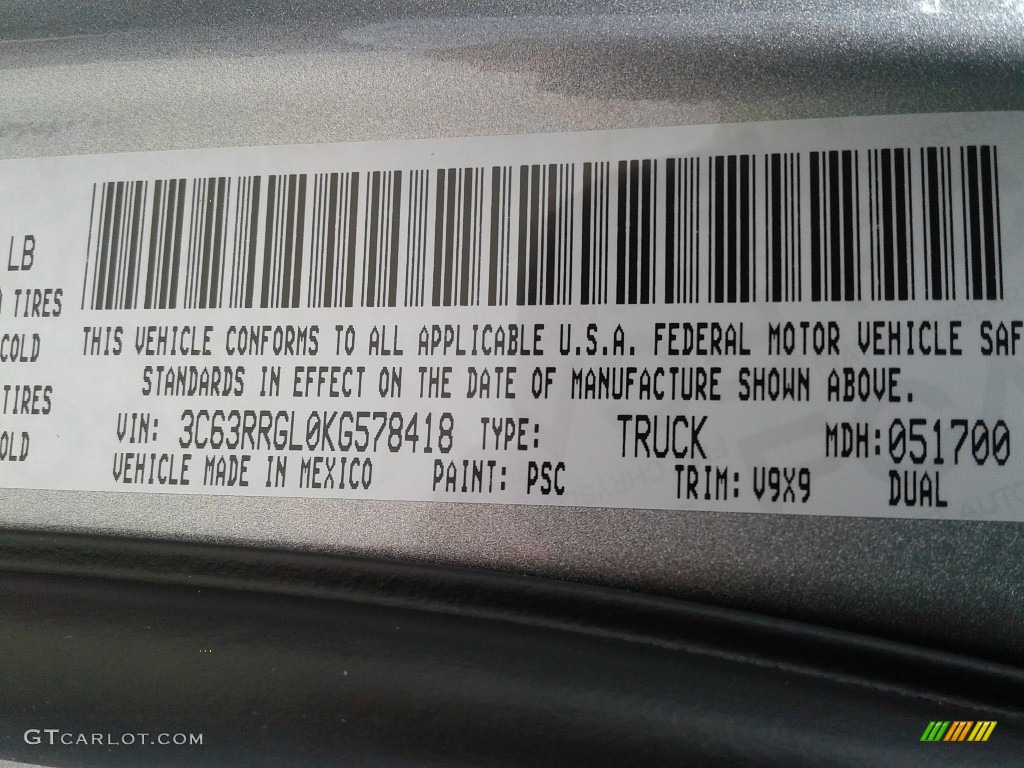 LB
TIRES
COLD
TIRES
OLD
THIS VEHICLE CONFORMS TO ALL APPLICABLE U.S.A. FEDERAL MOTOR VEHICLE SAF
STANDARDS IN EFFECT ON THE DATE OF MANUFACTURE SHOWN ABOVE.
VIN: 3C63RRGL0KG578418 TYPE: TRUCK MDH:051700
VEHICLE MADE IN MEXICO PAINT: PSC TRIM: V9X9 DUAL
GTCARLOT.COM